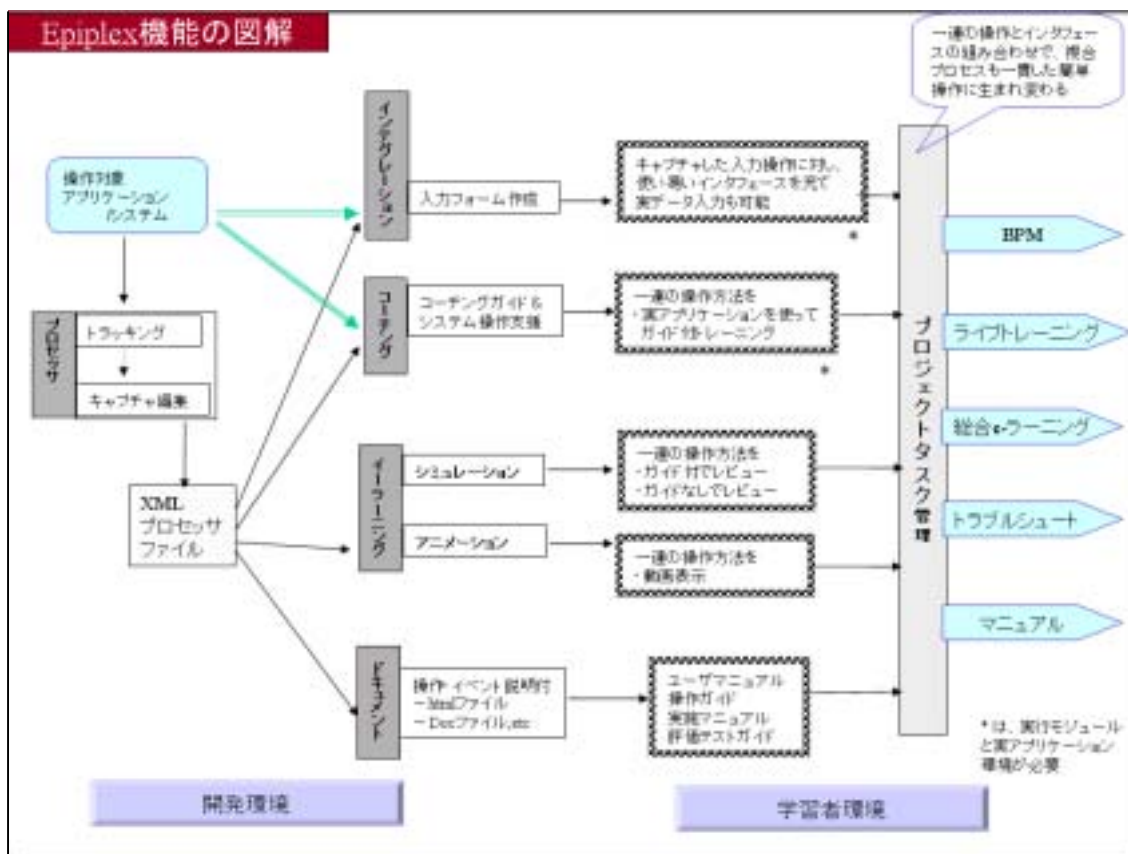 Epiplex機能の図解
一連の操作とインタフェー
スの組み合わせで、複合
プロセスも一貫した簡単
操作に生まれ変わる
操作対象
アプリケーション
/システム
プロセッサ
トラッキング
キャプチャ編集
XML
プロセッサ
ファイル
インテグレーション
入力フォーム作成
キャプチャした入力操作に対し、
使い易いインタフェースを充て
実データ入力も可能
*
コーチング
コーチングガイド&
システム操作支援
一連の操作方法を
・実アプリケーションを使って
ガイド付トレーニング
*
イーラーニング
シミュレーション
一連の操作方法を
・ガイド付でレビュー
・ガイドなしでレビュー
アニメーション
一連の操作方法を
・動画表示
ドキュメント
操作・イベント説明付
－htmlファイル
－Docファイル,etc
ユーザマニュアル
操作ガイド
実施マニュアル
評価テストガイド
プロジェクトタスク管理
BPM
ライブトレーニング
総合e-ラーニング
トラブルシュート
マニュアル
*は、実行モジュール
と実アプリケーション
環境が必要
開発環境
学習者環境